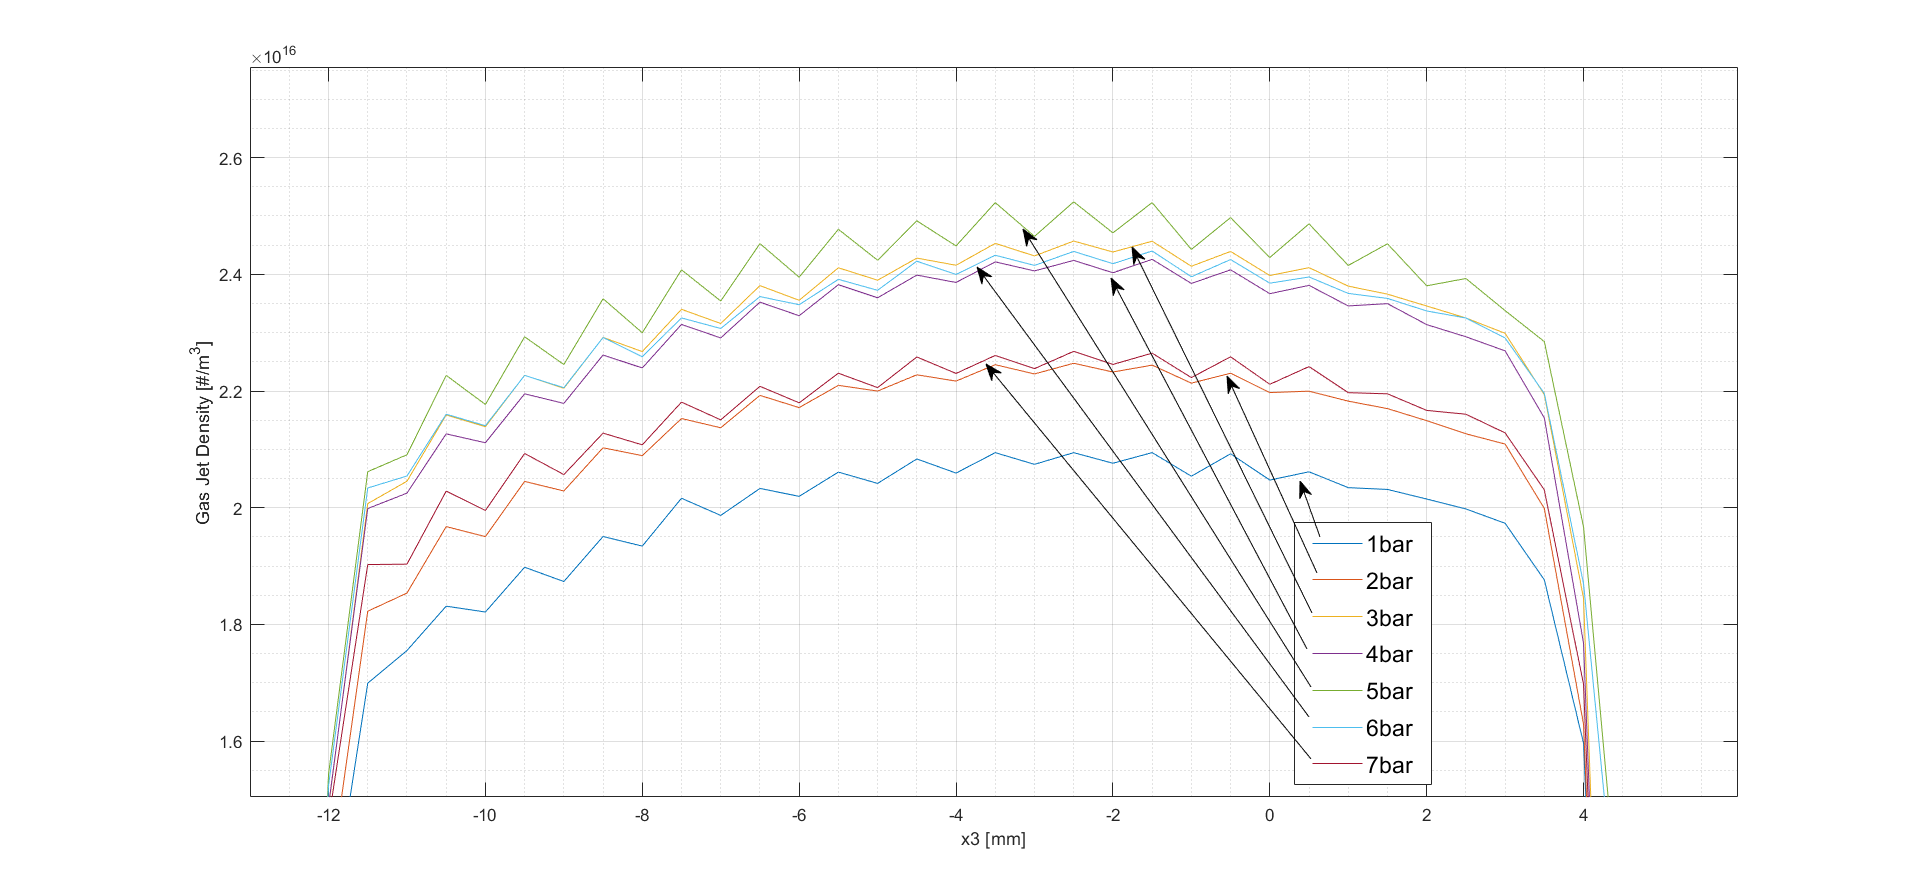 ×10^16
2.6
2.4
2.2
2
1.8
1.6
Gas Jet Density [#/m^3]
-12 -10 -8 -6 -4 -2 0 2 4
x3 [mm]
1bar
2bar
3bar
4bar
5bar
6bar
7bar